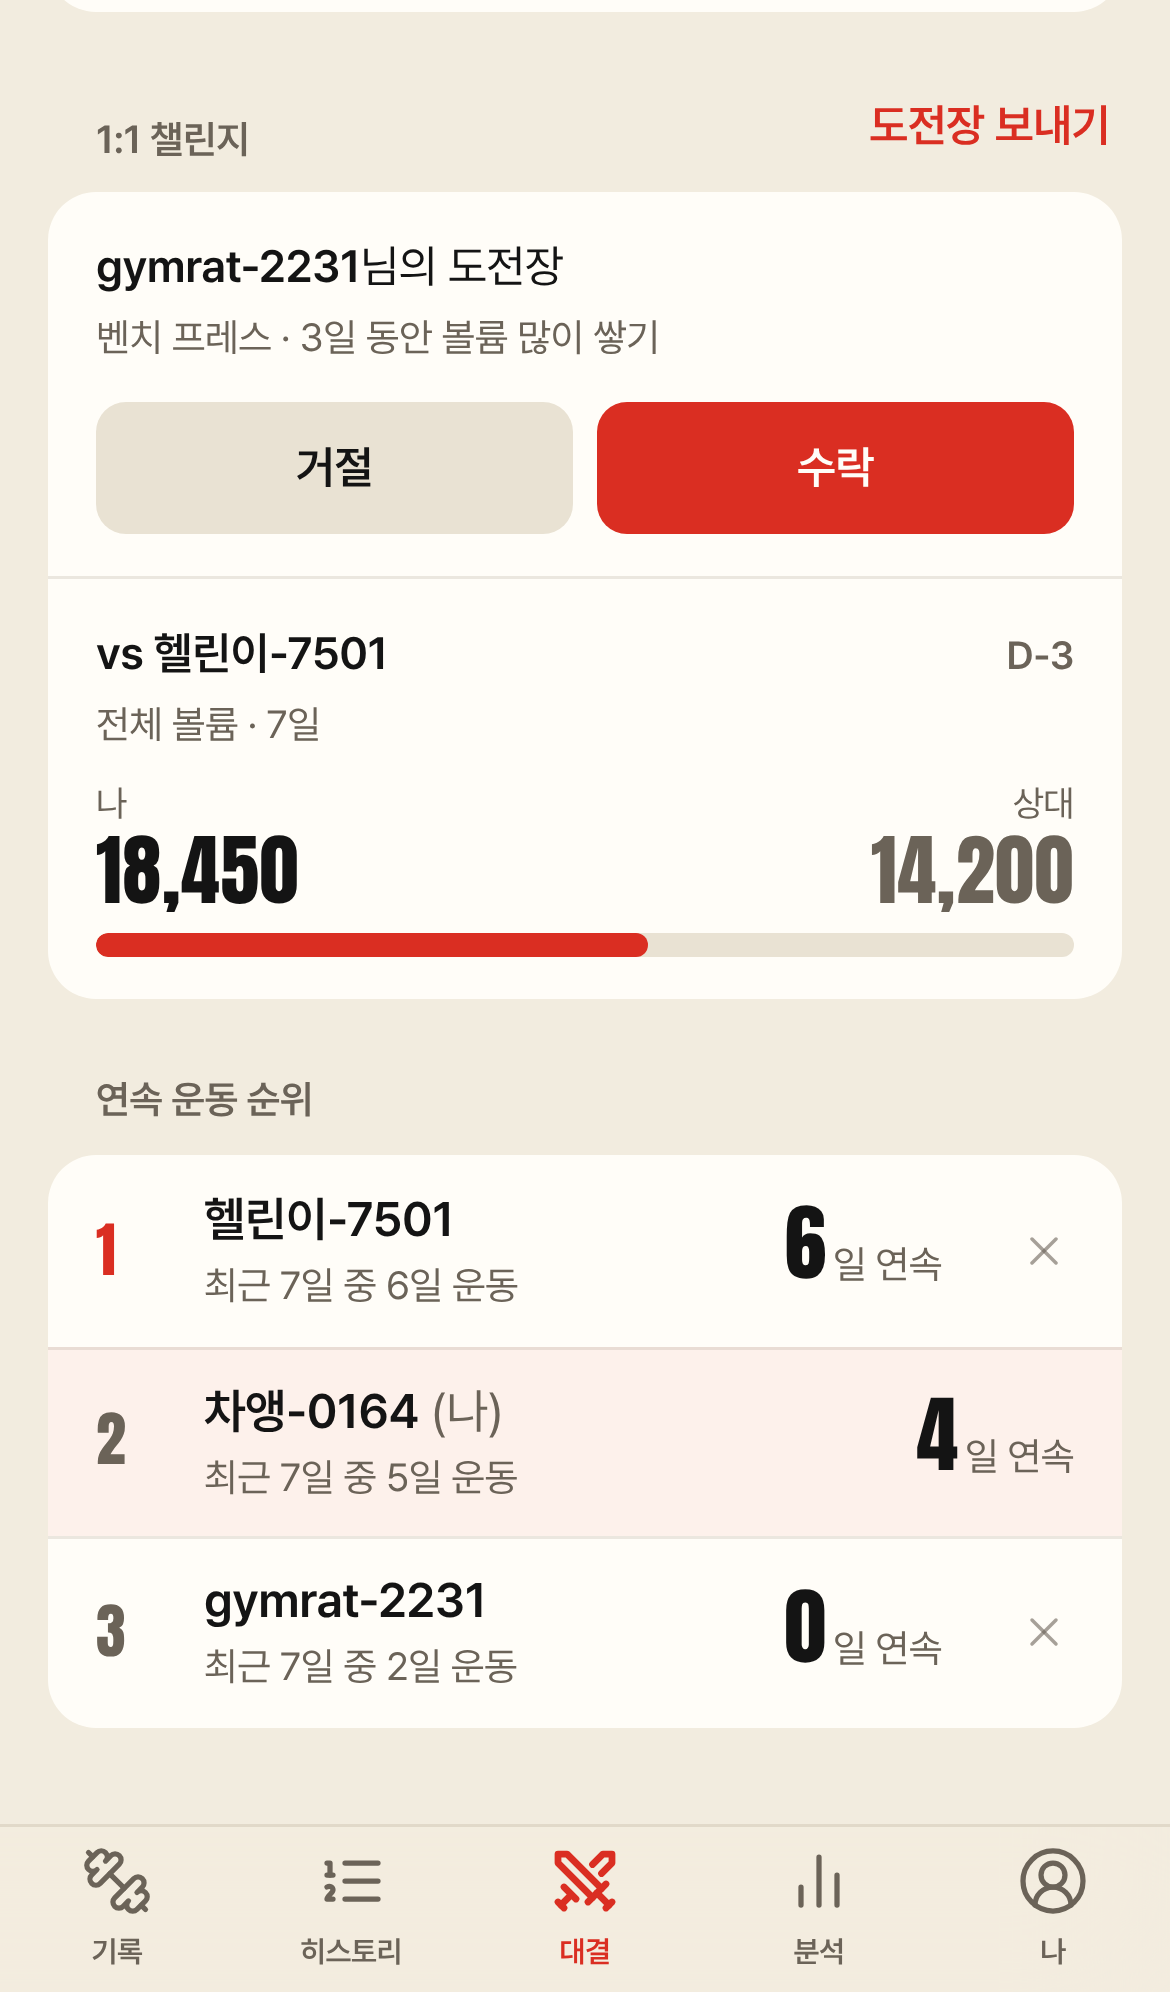 1:1 챌린지
도전장 보내기
gymrat-2231님의 도전장
벤치 프레스 · 3일 동안 볼륨 많이 쌓기
거절
수락
vs 헬린이-7501
D-3
전체 볼륨 · 7일
나
상대
18,450
14,200
연속 운동 순위
1
헬린이-7501
최근 7일 중 6일 운동
6일 연속
2
차앵-0164 (나)
최근 7일 중 5일 운동
4일 연속
3
gymrat-2231
최근 7일 중 2일 운동
0일 연속
기록
히스토리
대결
분석
나